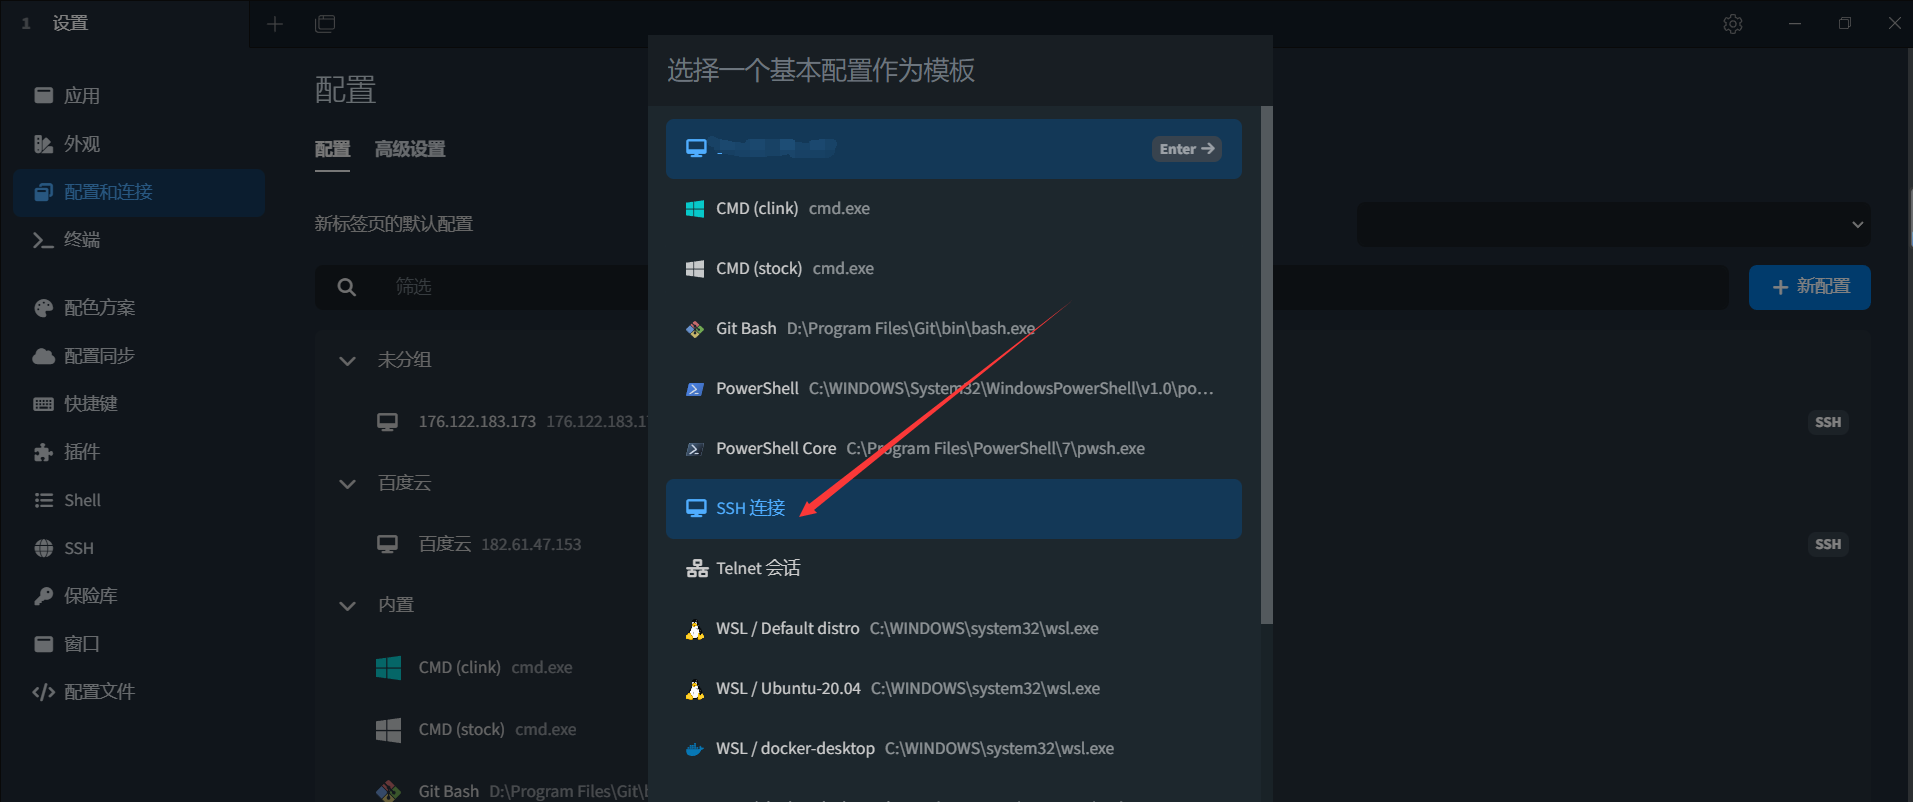 1 设置
应用
外观
配置和连接
终端
配色方案
配置同步
快捷键
插件
Shell
SSH
保险库
窗口
配置文件
配置
配置 高级设置
新标签页的默认配置
筛选
新配置
未分组
176.122.183.173 176.122.183.1
SSH
百度云
百度云 182.61.47.153
SSH
内置
CMD (clink) cmd.exe
CMD (stock) cmd.exe
Git Bash D:\Program Files\Git\
选择一个基本配置作为模板
Enter →
CMD (clink) cmd.exe
CMD (stock) cmd.exe
Git Bash D:\Program Files\Git\bin\bash.exe
PowerShell C:\WINDOWS\System32\WindowsPowerShell\v1.0\po...
PowerShell Core C:\Program Files\PowerShell\7\pwsh.exe
SSH 连接
Telnet 会话
WSL / Default distro C:\WINDOWS\system32\wsl.exe
WSL / Ubuntu-20.04 C:\WINDOWS\system32\wsl.exe
WSL / docker-desktop C:\WINDOWS\system32\wsl.exe